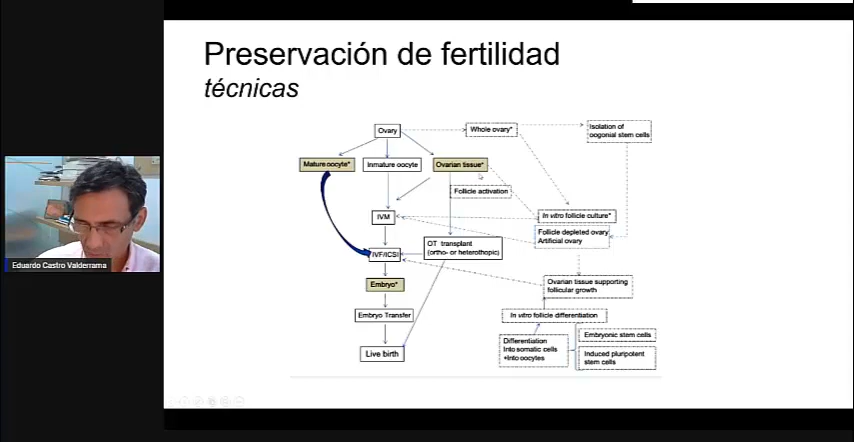 Preservación de fertilidad
técnicas
Ovary
Whole ovary*
Isolation of
oogonial stem cells
Mature oocyte*
Inmature oocyte
Ovarian tissue*
Follicle activation
IVM
In vitro follicle culture*
Follicle depleted ovary
Artificial ovary
OT transplant
(ortho- or heterothopic)
IVF/ICSI
Embryo*
Ovarian tissue supporting
follicular growth
Embryo Transfer
In vitro follicle differentiation
Live birth
Differentiation
Into somatic cells
+Into oocytes
Embryonic stem cells
Induced pluripotent
stem cells
Eduardo Castro Valderrama